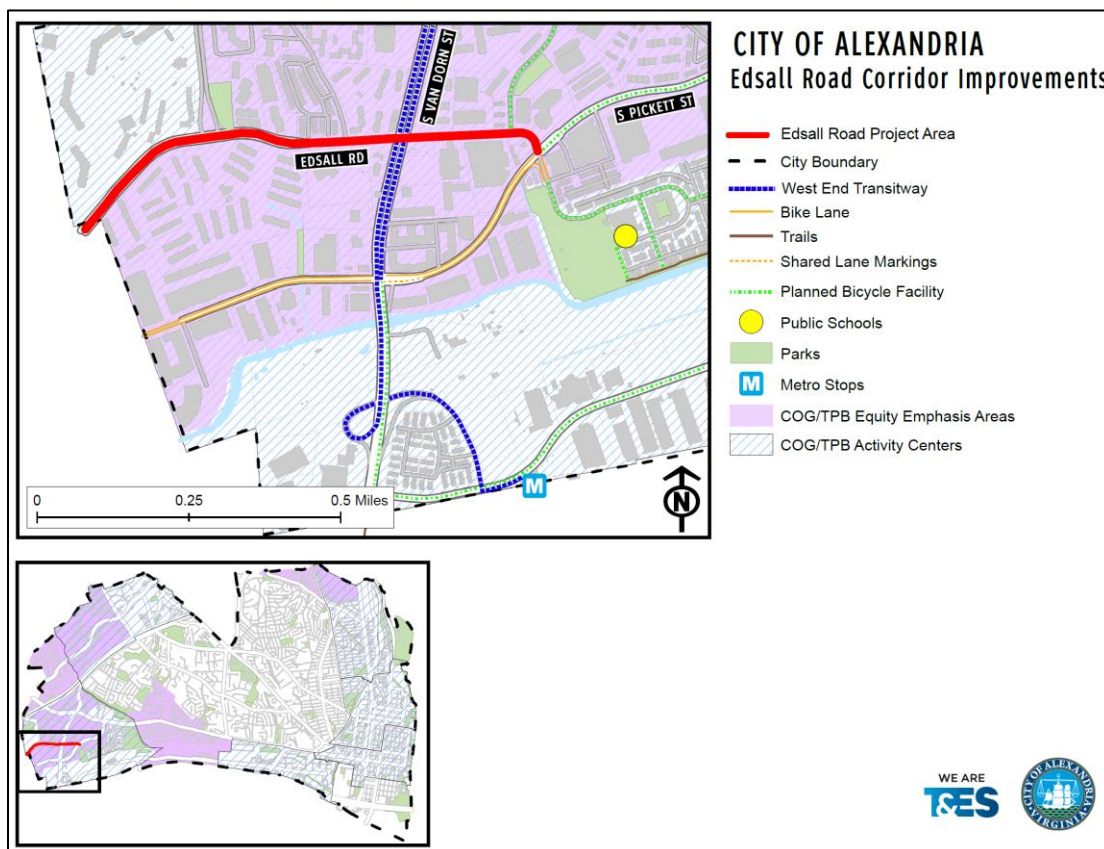 CITY OF ALEXANDRIA
Edsall Road Corridor Improvements
S VAN DORN ST
S PICKETT ST
EDSALL RD
Edsall Road Project Area
City Boundary
West End Transitway
Bike Lane
Trails
Shared Lane Markings
Planned Bicycle Facility
Public Schools
Parks
M
Metro Stops
COG/TPB Equity Emphasis Areas
COG/TPB Activity Centers
0 0.25 0.5 Miles
M
N
WE ARE
T&ES
CITY OF ALEXANDRIA
VIRGINIA